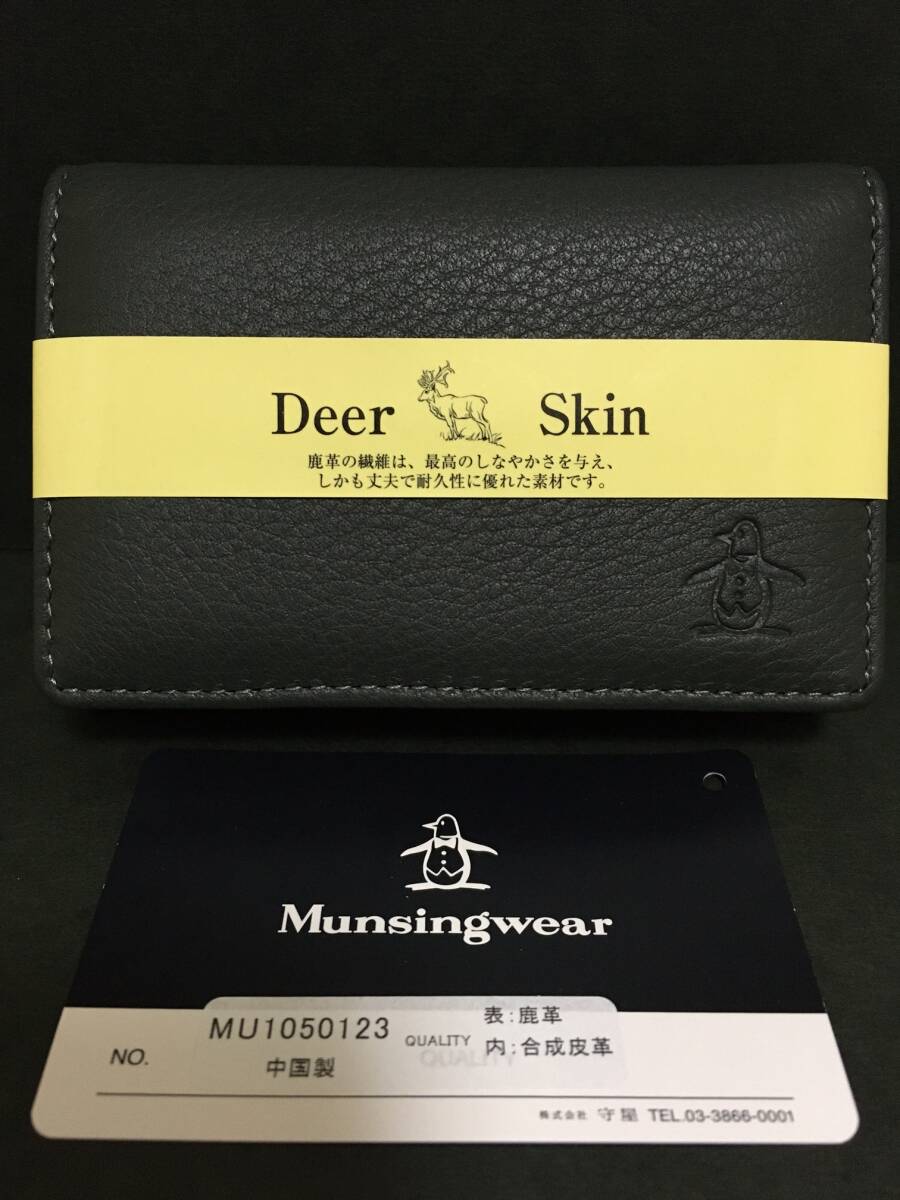 Deer Skin
鹿革の繊維は、最高のしなやかさを与え、
しかも丈夫で耐久性に優れた素材です。
Munsingwear
NO. MU1050123
中国製
QUALITY
QUALITY
表:鹿革
内:合成皮革
株式会社 守屋 TEL.03-3866-0001